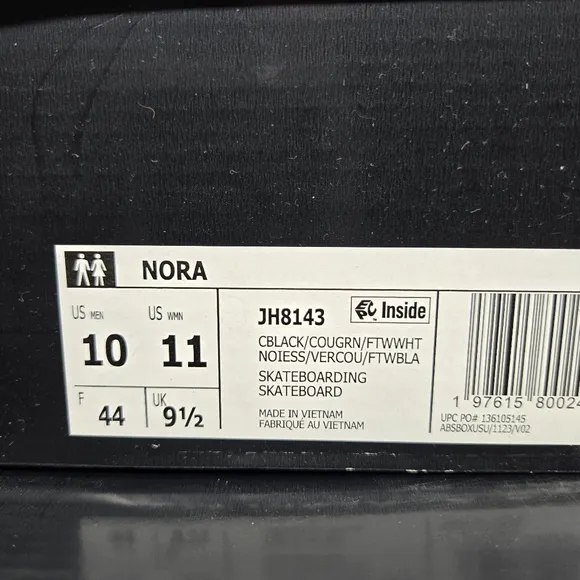 NORA
US MEN
10
US WMN
11
F
44
UK
9½
JH8143
Inside
CBLACK/COUGRN/FTWWHT
NOIESS/VERCOU/FTWBLA
SKATEBOARDING
SKATEBOARD
MADE IN VIETNAM
FABRIQUÉ AU VIETNAM
1 97615 80024
UPC PO# 136105145
ABSBOXUSU/1123/V02